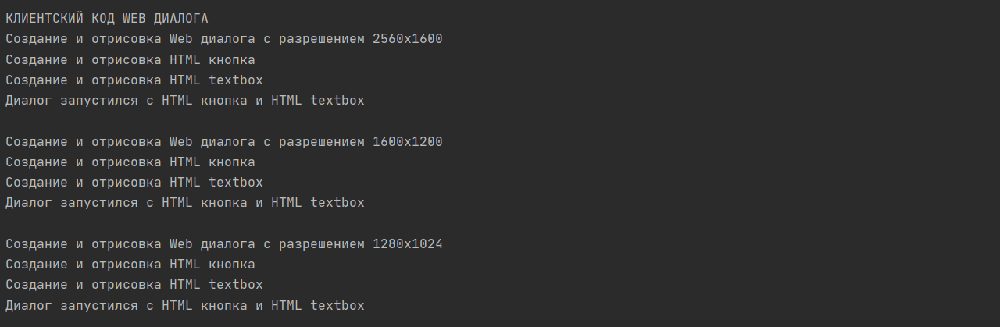 КЛИЕНТСКИЙ КОД WEB ДИАЛОГА
Создание и отрисовка Web диалога с разрешением 2560x1600
Создание и отрисовка HTML кнопка
Создание и отрисовка HTML textbox
Диалог запустился с HTML кнопка и HTML textbox
Создание и отрисовка Web диалога с разрешением 1600x1200
Создание и отрисовка HTML кнопка
Создание и отрисовка HTML textbox
Диалог запустился с HTML кнопка и HTML textbox
Создание и отрисовка Web диалога с разрешением 1280x1024
Создание и отрисовка HTML кнопка
Создание и отрисовка HTML textbox
Диалог запустился с HTML кнопка и HTML textbox